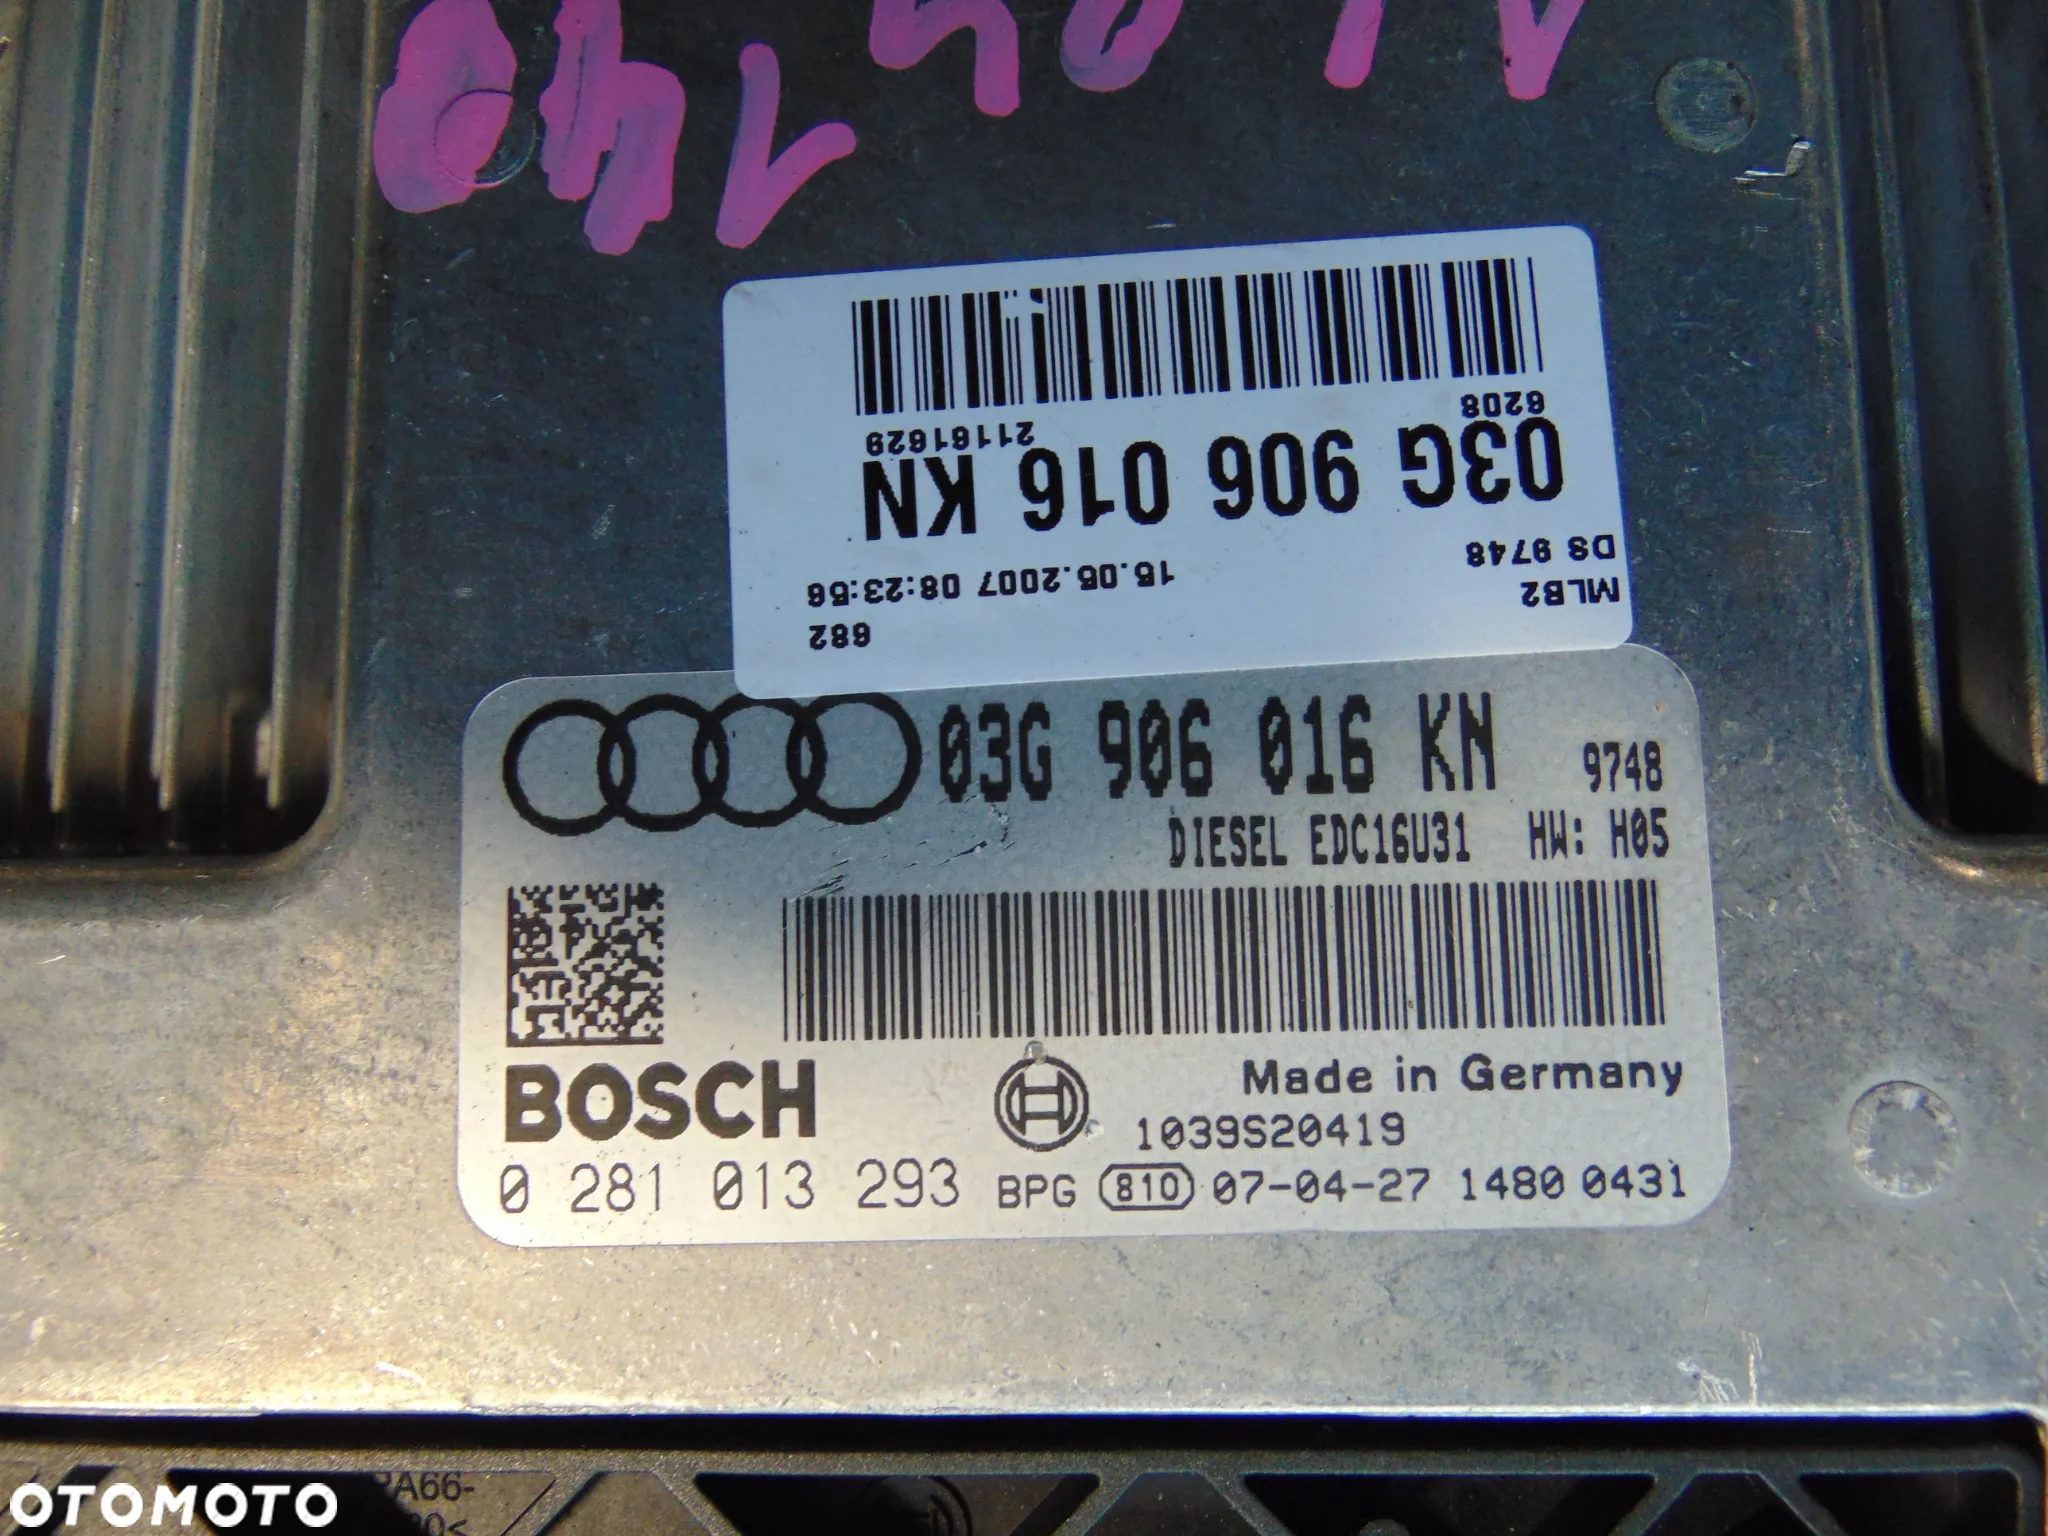 140
6208
21161629
03G 906 016 KN
DS 9748
MLB2
15.05.2007 08:23:56
682
03G 906 016 KN
9748
DIESEL EDC16U31 HW: H05
BOSCH
Made in Germany
1039S20419
0 281 013 293 BPG 810 07-04-27 1480 0431
PA66-
OTOMOTO